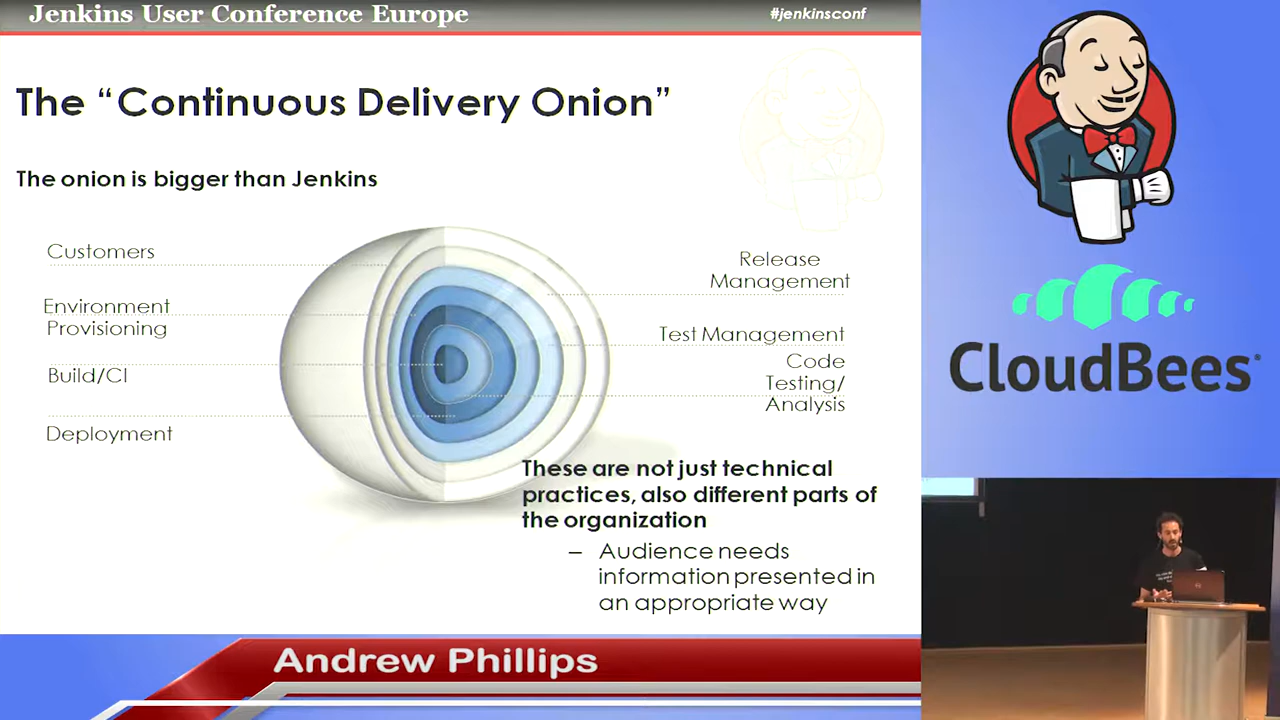 Jenkins User Conference Europe
#jenkinsconf
The “Continuous Delivery Onion”
The onion is bigger than Jenkins
Customers
Environment
Provisioning
Build/CI
Deployment
Release
Management
Test Management
Code
Testing/
Analysis
These are not just technical
practices, also different parts of
the organization
– Audience needs
information presented in
an appropriate way
CloudBees
Andrew Phillips